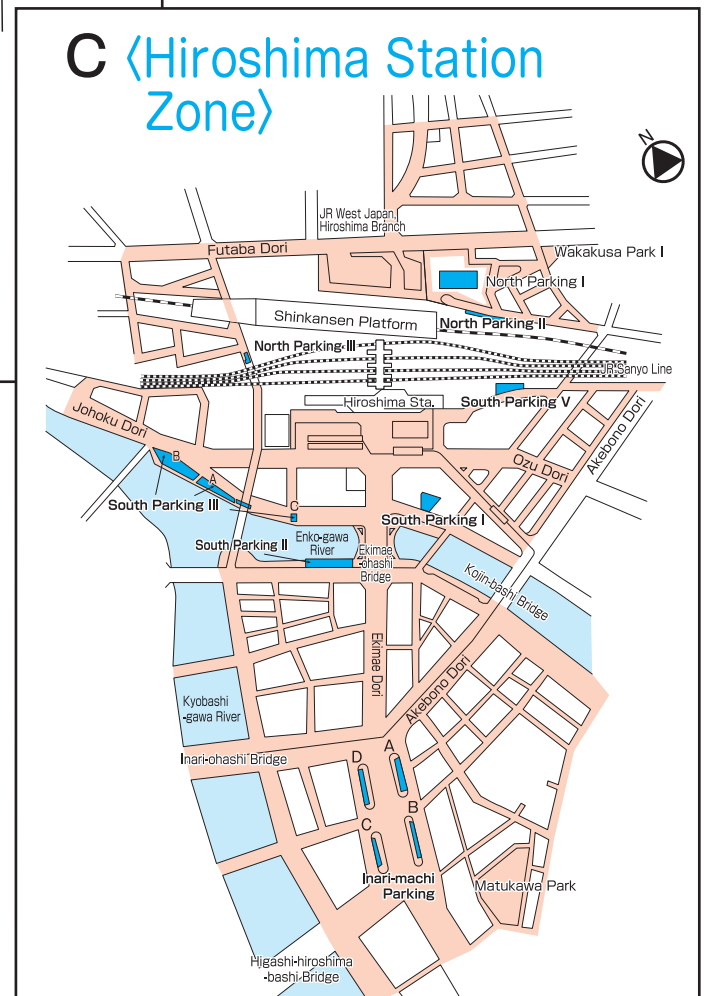 C 〈Hiroshima Station
Zone〉
N
JR West Japan,
Hiroshima Branch
Futaba Dori
Wakakusa Park I
North Parking I
Shinkansen Platform
North Parking II
North Parking III
JR Sanyo Line
Hiroshima Sta.
South Parking V
Johoku Dori
Akebono Dori
Ozu Dori
B
A
South Parking III
C
South Parking I
Enko-gawa
River
South Parking II
Ekimae
-ohashi
Bridge
Kojin-bashi Bridge
Ekimae Dori
Akebono Dori
Kyobashi
-gawa River
Inari-ohashi Bridge
D
A
B
C
Inari-machi
Parking
Matukawa Park
Higashi-hiroshima
-bashi Bridge